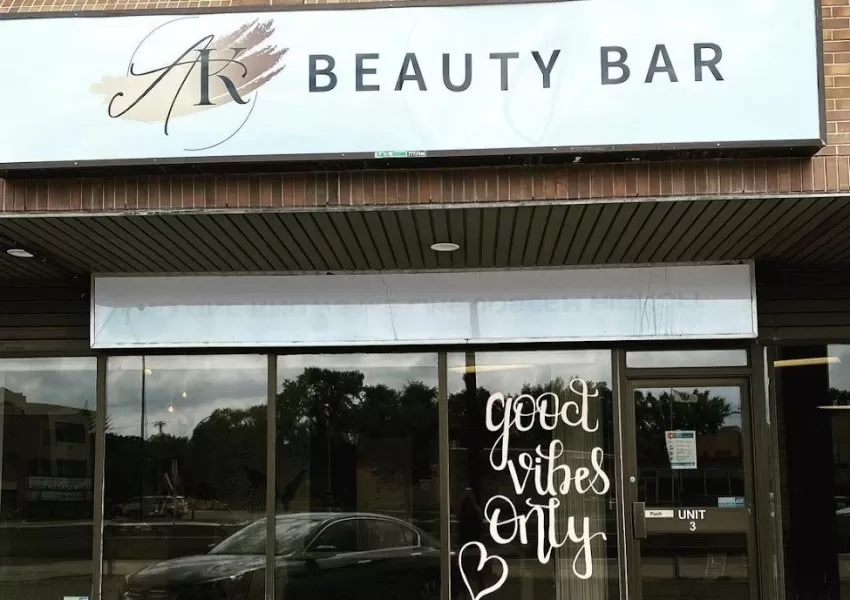 AK BEAUTY BAR
good
vibes
only
Push
UNIT
3